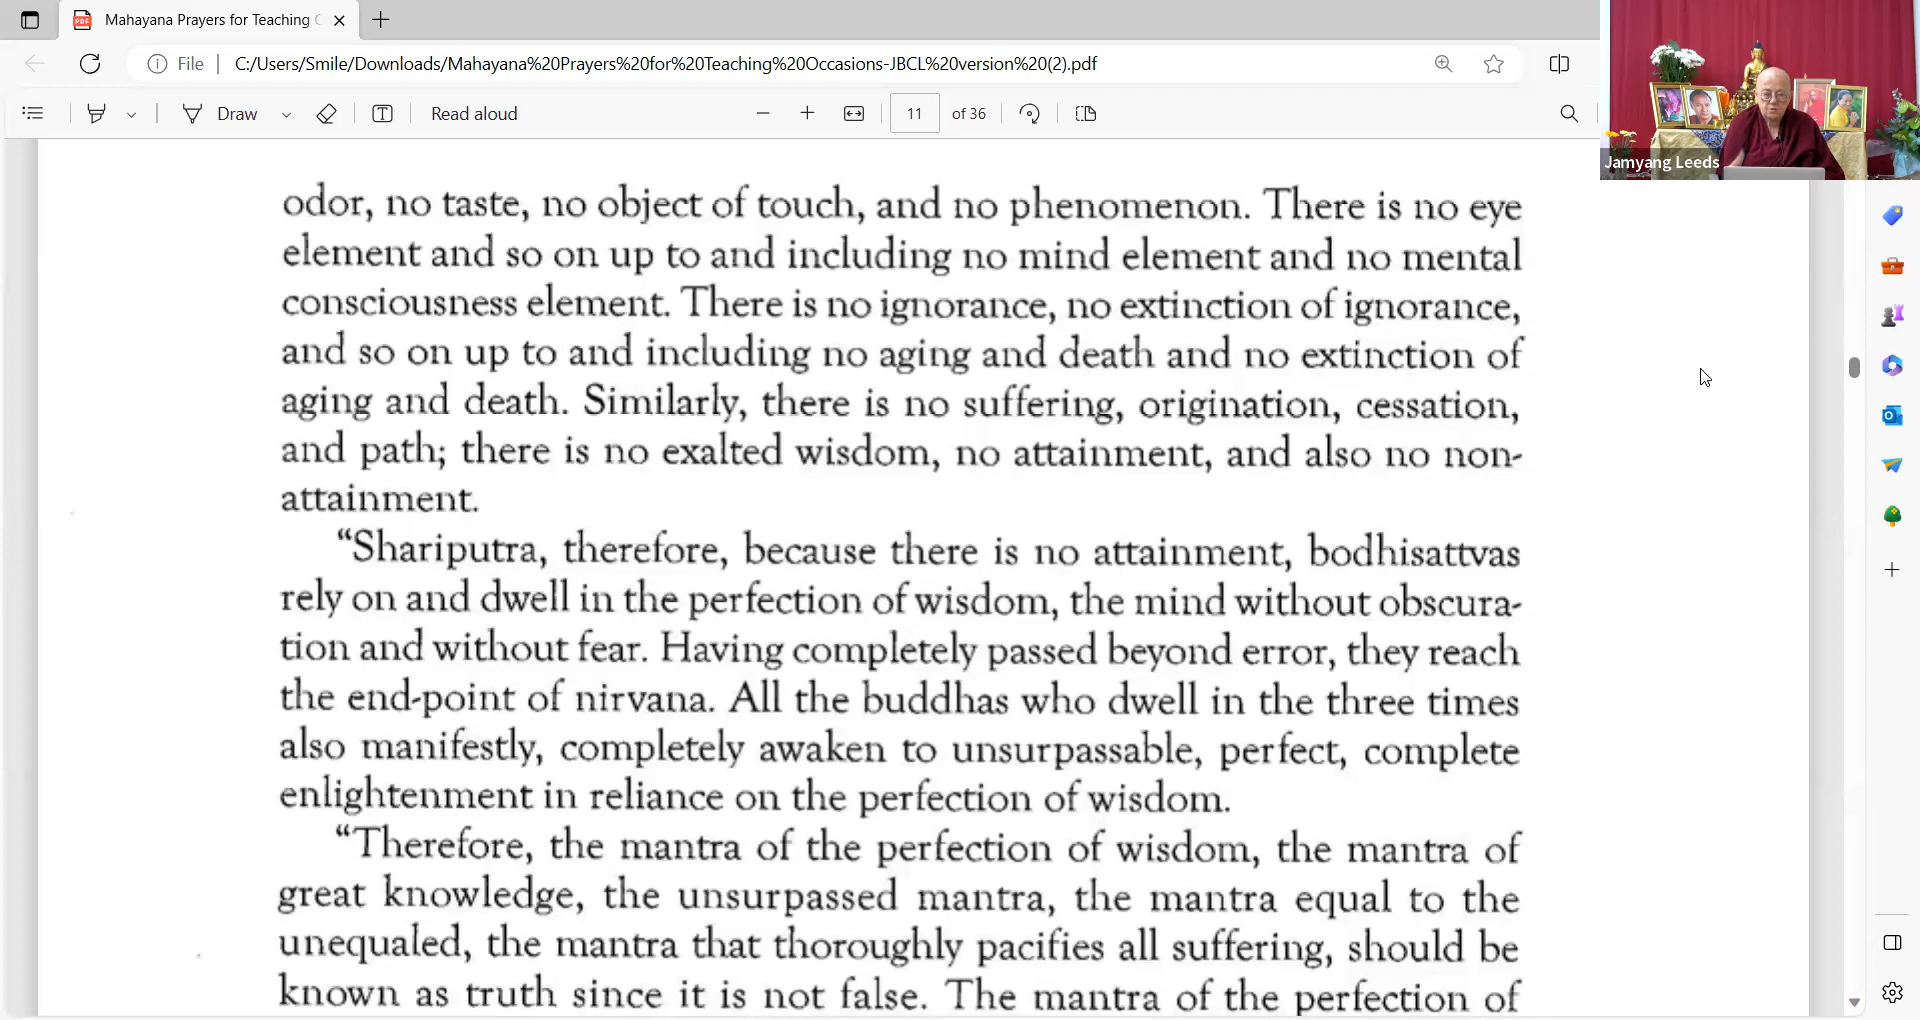 Mahayana Prayers for Teaching
File
C:/Users/Smile/Downloads/Mahayana%20Prayers%20for%20Teaching%20Occasions-JBCL%20version%20(2).pdf
Draw
Read aloud
11 of 36
Jamyang Leeds
odor, no taste, no object of touch, and no phenomenon. There is no eye
element and so on up to and including no mind element and no mental
consciousness element. There is no ignorance, no extinction of ignorance,
and so on up to and including no aging and death and no extinction of
aging and death. Similarly, there is no suffering, origination, cessation,
and path; there is no exalted wisdom, no attainment, and also no non-
attainment.
“Shariputra, therefore, because there is no attainment, bodhisattvas
rely on and dwell in the perfection of wisdom, the mind without obscura-
tion and without fear. Having completely passed beyond error, they reach
the end-point of nirvana. All the buddhas who dwell in the three times
also manifestly, completely awaken to unsurpassable, perfect, complete
enlightenment in reliance on the perfection of wisdom.
“Therefore, the mantra of the perfection of wisdom, the mantra of
great knowledge, the unsurpassed mantra, the mantra equal to the
unequaled, the mantra that thoroughly pacifies all suffering, should be
known as truth since it is not false. The mantra of the perfection of